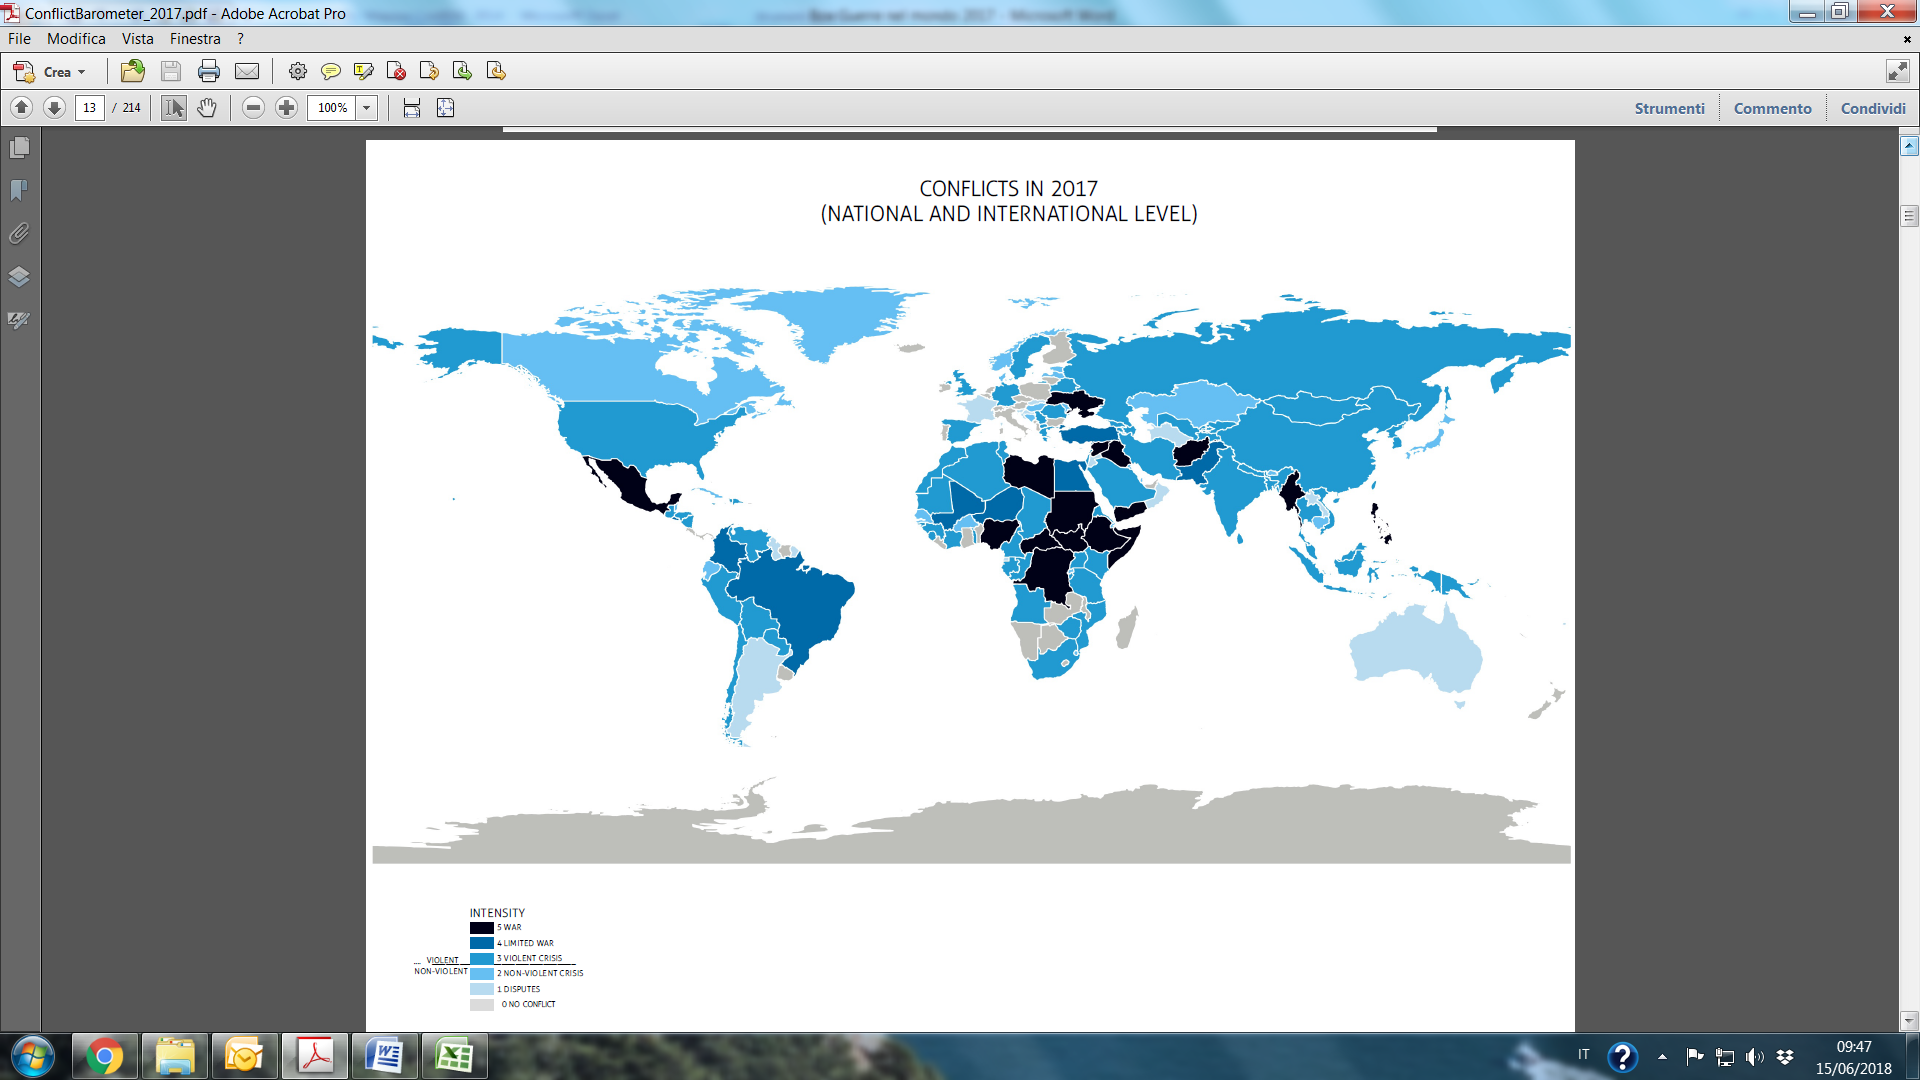 ConflictBarometer_2017.pdf - Adobe Acrobat Pro
File Modifica Vista Finestra ?
Crea
13 / 214 100% Strumenti Commento Condividi
CONFLICTS IN 2017
(NATIONAL AND INTERNATIONAL LEVEL)
INTENSITY
5 WAR
4 LIMITED WAR
VIOLENT 3 VIOLENT CRISIS
NON-VIOLENT 2 NON-VIOLENT CRISIS
1 DISPUTES
0 NO CONFLICT
IT 09:47
15/06/2018